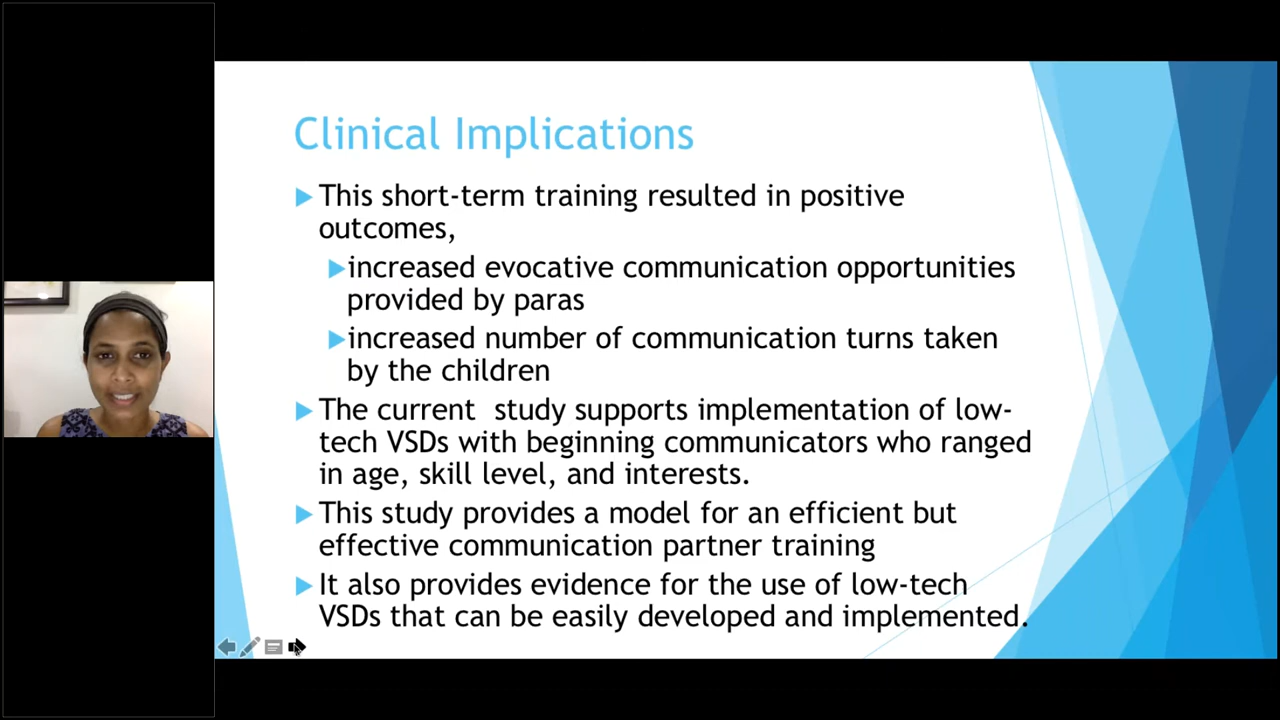 Clinical Implications
This short-term training resulted in positive
outcomes,
increased evocative communication opportunities
provided by paras
increased number of communication turns taken
by the children
The current  study supports implementation of low-
tech VSDs with beginning communicators who ranged
in age, skill level, and interests.
This study provides a model for an efficient but
effective communication partner training
It also provides evidence for the use of low-tech
VSDs that can be easily developed and implemented.